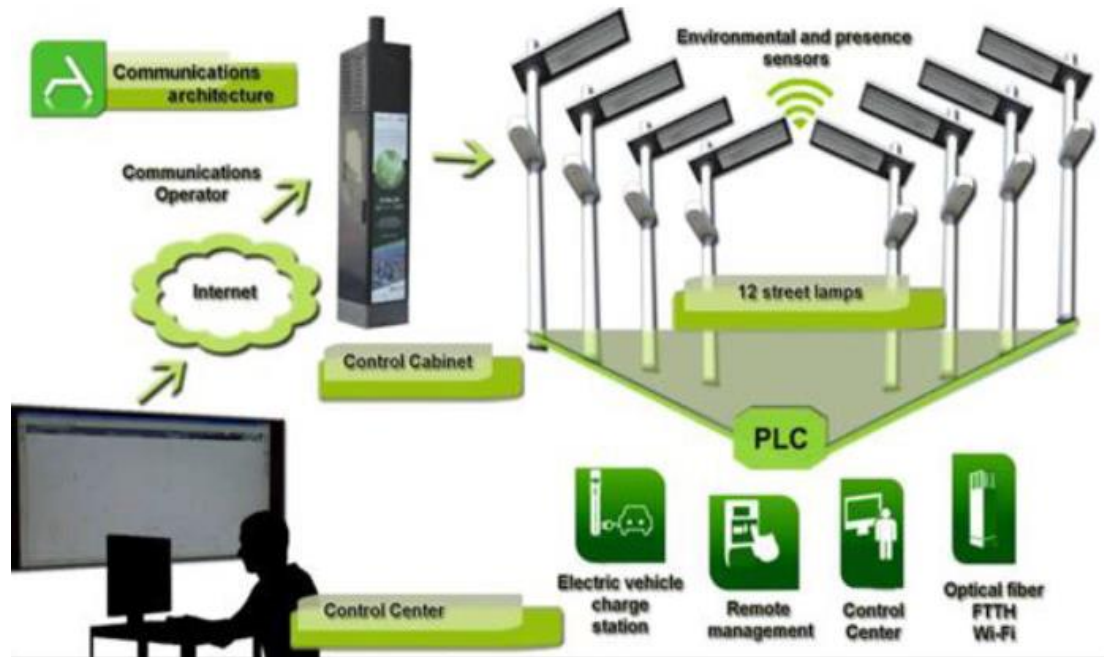 Communications
architecture
Environmental and presence
sensors
Communications
Operator
Internet
12 street lamps
Control Cabinet
PLC
Control Center
Electric vehicle
charge
station
Remote
management
Control
Center
Optical fiber
FTTH
Wi-Fi